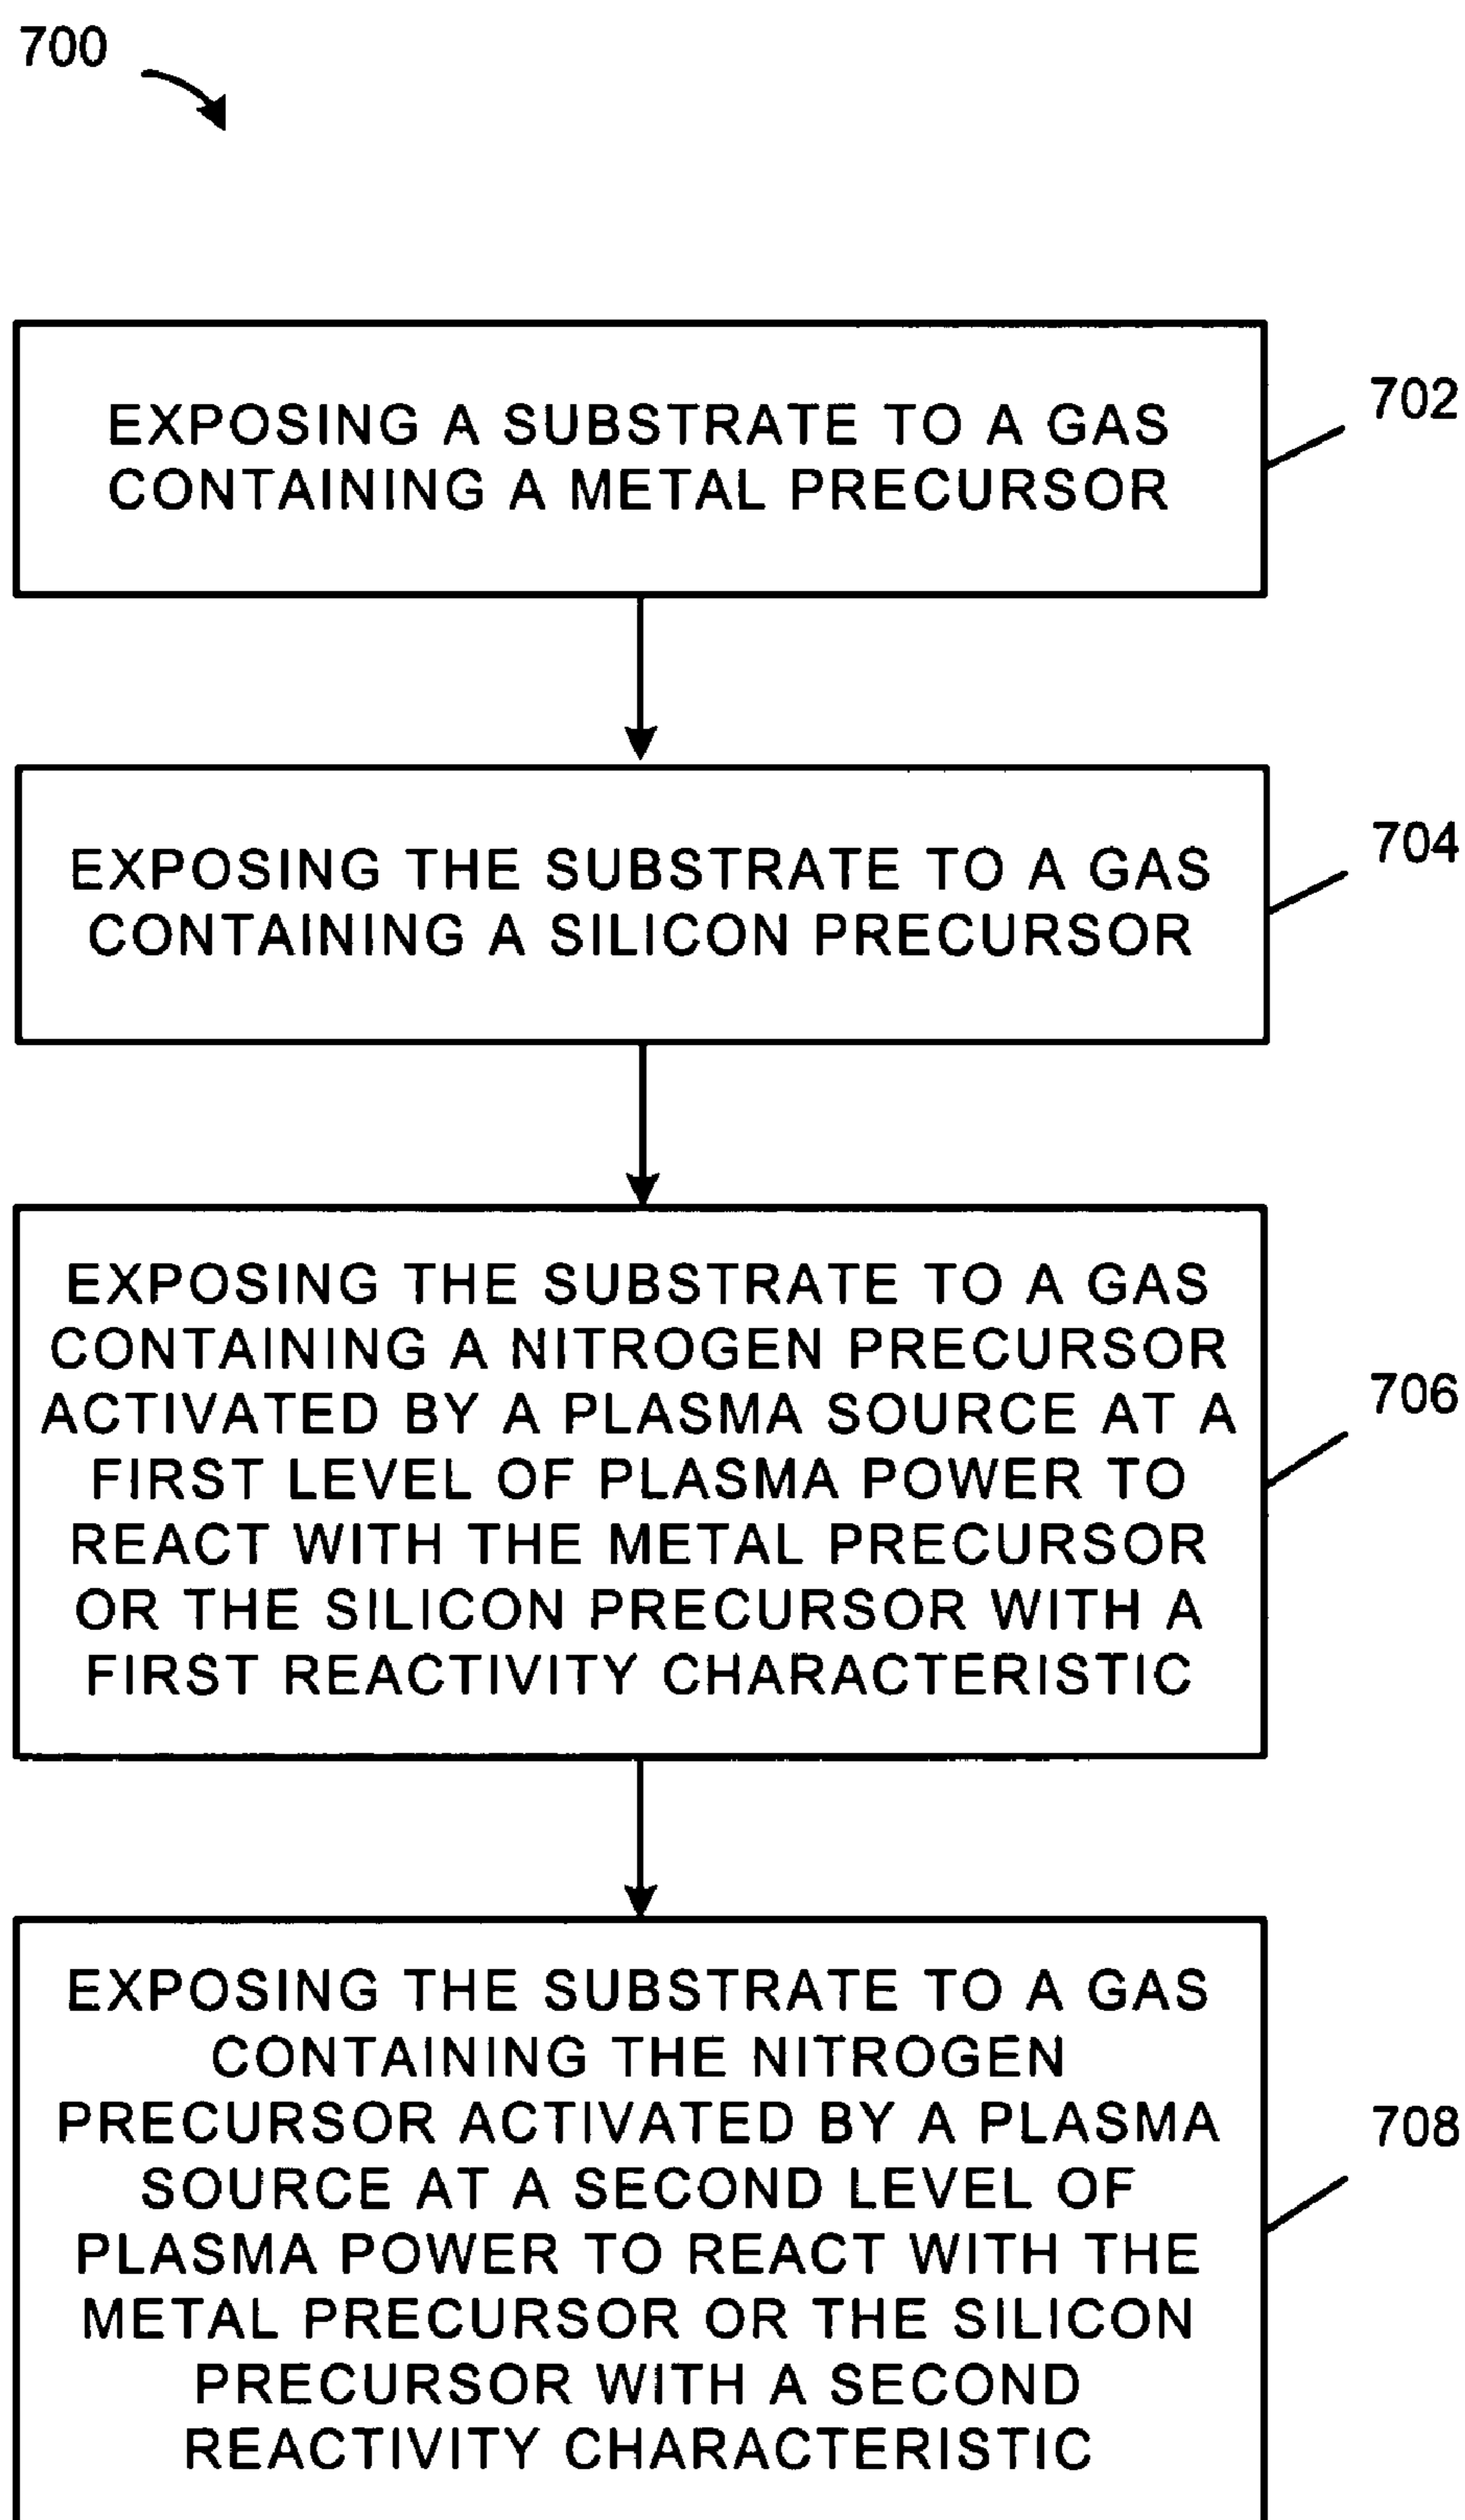 700
EXPOSING A SUBSTRATE TO A GAS
CONTAINING A METAL PRECURSOR
702
EXPOSING THE SUBSTRATE TO A GAS
CONTAINING A SILICON PRECURSOR
704
EXPOSING THE SUBSTRATE TO A GAS
CONTAINING A NITROGEN PRECURSOR
ACTIVATED BY A PLASMA SOURCE AT A
FIRST LEVEL OF PLASMA POWER TO
REACT WITH THE METAL PRECURSOR
OR THE SILICON PRECURSOR WITH A
FIRST REACTIVITY CHARACTERISTIC
706
EXPOSING THE SUBSTRATE TO A GAS
CONTAINING THE NITROGEN
PRECURSOR ACTIVATED BY A PLASMA
SOURCE AT A SECOND LEVEL OF
PLASMA POWER TO REACT WITH THE
METAL PRECURSOR OR THE SILICON
PRECURSOR WITH A SECOND
REACTIVITY CHARACTERISTIC
708